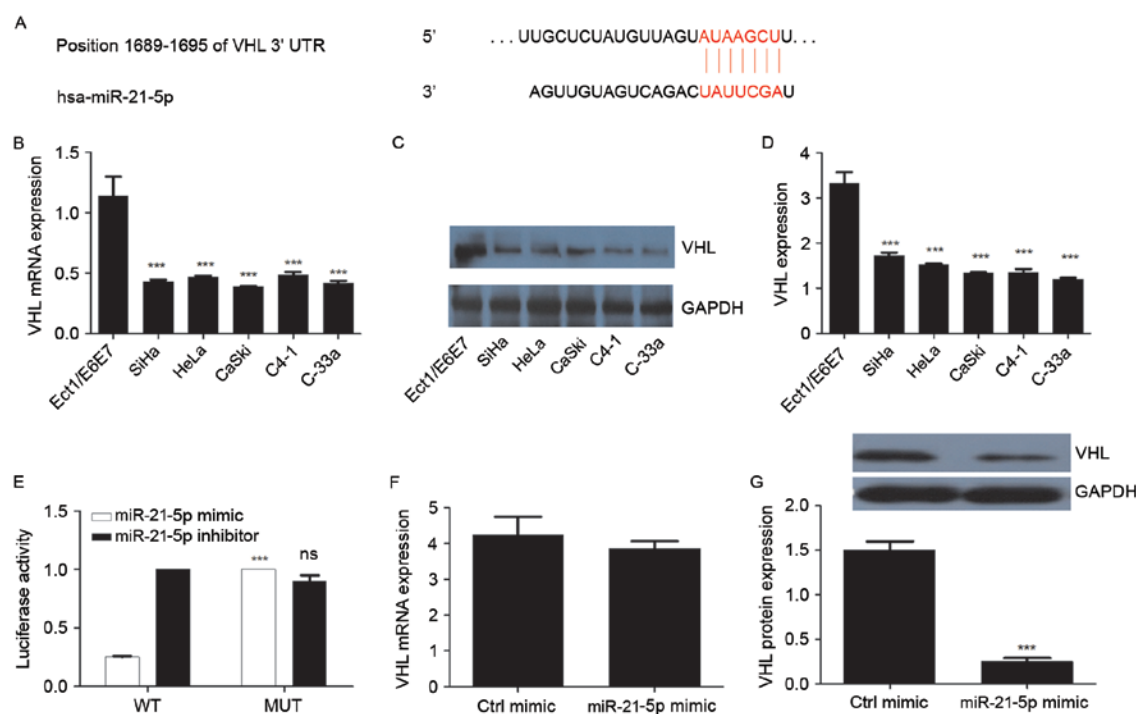 A
Position 1689-1695 of VHL 3' UTR
5' ...UUGCUCUAUGUUAGUAUAAGCUU...
hsa-miR-21-5p
3' AGUUGUAGUCAGACUAUUCGAU
B
VHL mRNA expression
1.5
1.0
0.5
0.0
***
***
***
***
***
Ect1/E6E7
SiHa
HeLa
CaSki
C4-1
C-33a
C
VHL
GAPDH
Ect1/E6E7
SiHa
HeLa
CaSki
C4-1
C-33a
D
VHL expression
4
3
2
1
0
***
***
***
***
***
Ect1/E6E7
SiHa
HeLa
CaSki
C4-1
C-33a
E
miR-21-5p mimic
miR-21-5p inhibitor
Luciferase activity
1.5
1.0
0.5
0.0
***
ns
WT
MUT
F
VHL mRNA expression
6
5
4
3
2
1
0
Ctrl mimic
miR-21-5p mimic
G
VHL
GAPDH
VHL protein expression
2.0
1.5
1.0
0.5
0.0
***
Ctrl mimic
miR-21-5p mimic